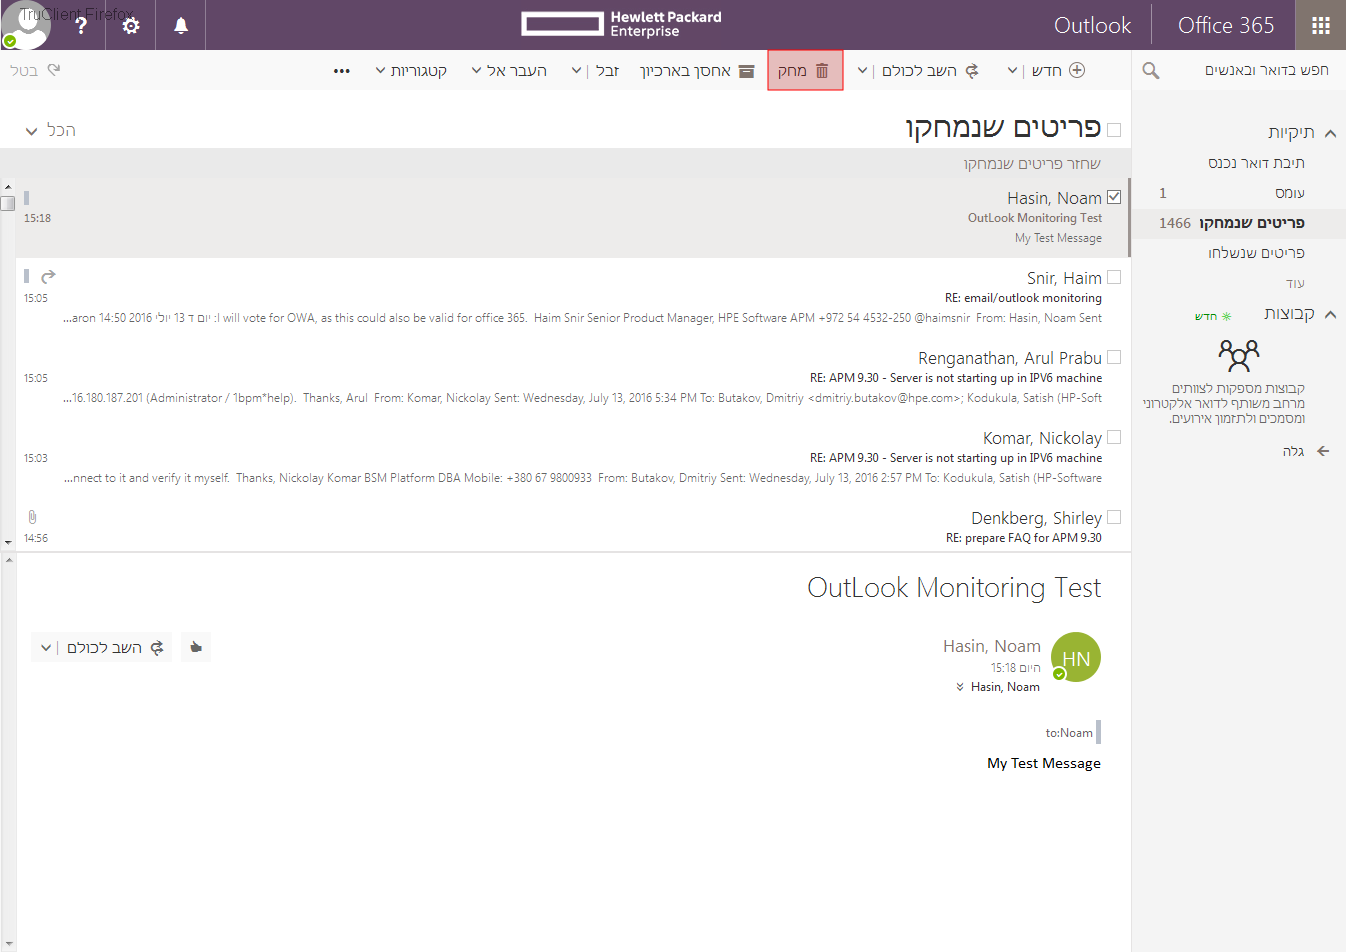 Office 365
Outlook
Hewlett Packard
Enterprise
?
TruClient Firefox
חפש בדואר ובאנשים
חדש
השב לכולם
מחק
אחסן בארכיון
זבל
העבר אל
קטגוריות
•••
בטל
תיקיות
תיבת דואר נכנס
עומס 1
פריטים שנמחקו 1466
פריטים שנשלחו
עוד
קבוצות
חדש
קבוצות מספקות לצוותים
מרחב משותף לדואר אלקטרוני
ומסמכים ולתזמון אירועים.
גלה
פריטים שנמחקו
הכל
שחזר פריטים שנמחקו
Hasin, Noam
OutLook Monitoring Test
15:18
My Test Message
Snir, Haim
RE: email/outlook monitoring
15:05
...aron 14:50 2016 יום ד 13 יולי :I will vote for OWA, as this could also be valid for office 365. Haim Snir Senior Product Manager, HPE Software APM +972 54 4532-250 @haimsnir From: Hasin, Noam Sent
Renganathan, Arul Prabu
RE: APM 9.30 - Server is not starting up in IPV6 machine
15:05
...16.180.187.201 (Administrator / 1bpm*help). Thanks, Arul From: Komar, Nickolay Sent: Wednesday, July 13, 2016 5:34 PM To: Butakov, Dmitriy <dmitriy.butakov@hpe.com>; Kodukula, Satish (HP-Soft
Komar, Nickolay
RE: APM 9.30 - Server is not starting up in IPV6 machine
15:03
...nnect to it and verify it myself. Thanks, Nickolay Komar BSM Platform DBA Mobile: +380 67 9800933 From: Butakov, Dmitriy Sent: Wednesday, July 13, 2016 2:57 PM To: Kodukula, Satish (HP-Software
Denkberg, Shirley
RE: prepare FAQ for APM 9.30
14:56
OutLook Monitoring Test
HN
Hasin, Noam
היום 15:18
Hasin, Noam
השב לכולם
to:Noam
My Test Message